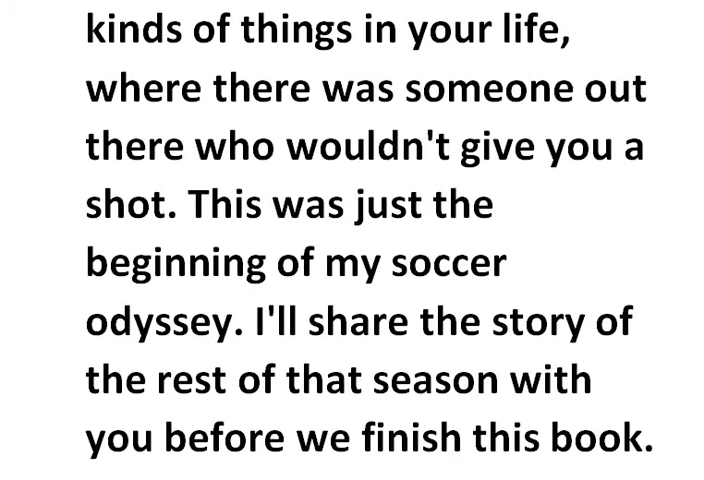 kinds of things in your life,
where there was someone out
there who wouldn't give you a
shot. This was just the
beginning of my soccer
odyssey. I'll share the story of
the rest of that season with
you before we finish this book.